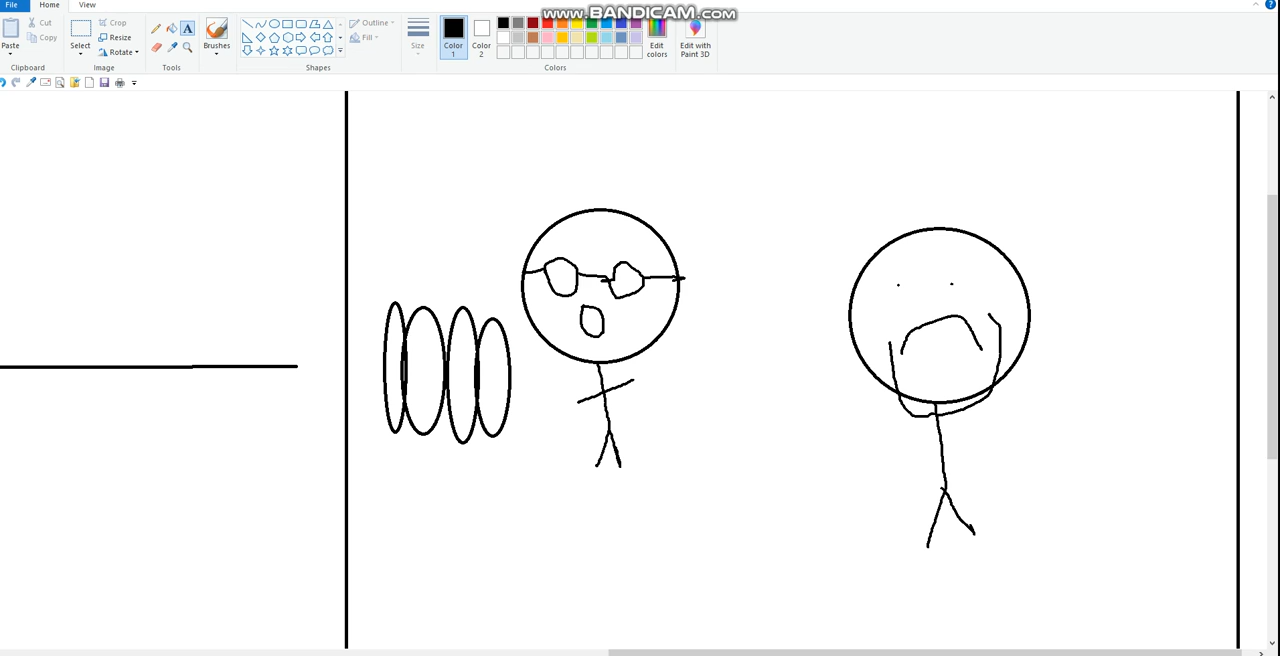 www.BANDICAM.com
File
Home
View
Paste
Cut
Copy
Clipboard
Select
Crop
Resize
Rotate
Image
A
Tools
Brushes
Shapes
Outline
Fill
Size
Color
1
Color
2
Edit
colors
Edit with
Paint 3D
Colors